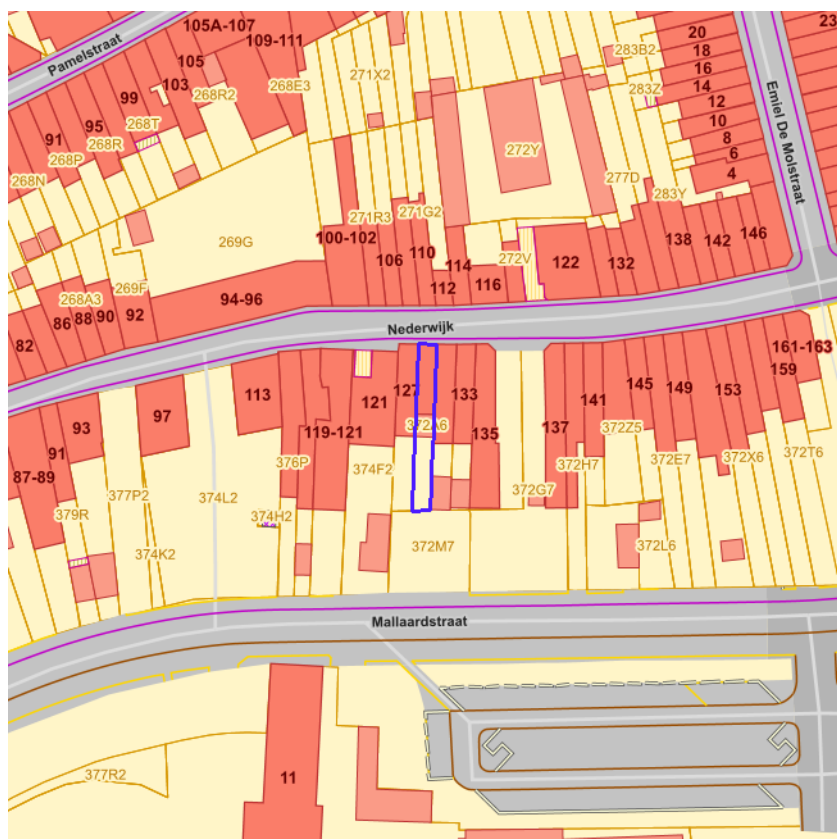 105A-107
109-111
23
20
18
16
14
12
10
8
6
4
283B2
283Z
Pamelstraat
105
103
268E3
271X2
268R2
99
268T
91
95
268R
268P
268N
272Y
277D
283Y
Emiel De Molstraat
269G
271R3
271G2
100-102
106
110
112
114
116
272V
122
132
138
142
146
269F
268A3
94-96
82
86
88
90
92
Nederwijk
161-163
159
113
97
93
91
87-89
119-121
121
127
133
135
137
141
145
149
153
372A6
376P
374F2
372Z5
372H7
372E7
372X6
372T6
377P2
374L2
379R
374H2
372G7
374K2
372M7
372L6
Mallaardstraat
377R2
11